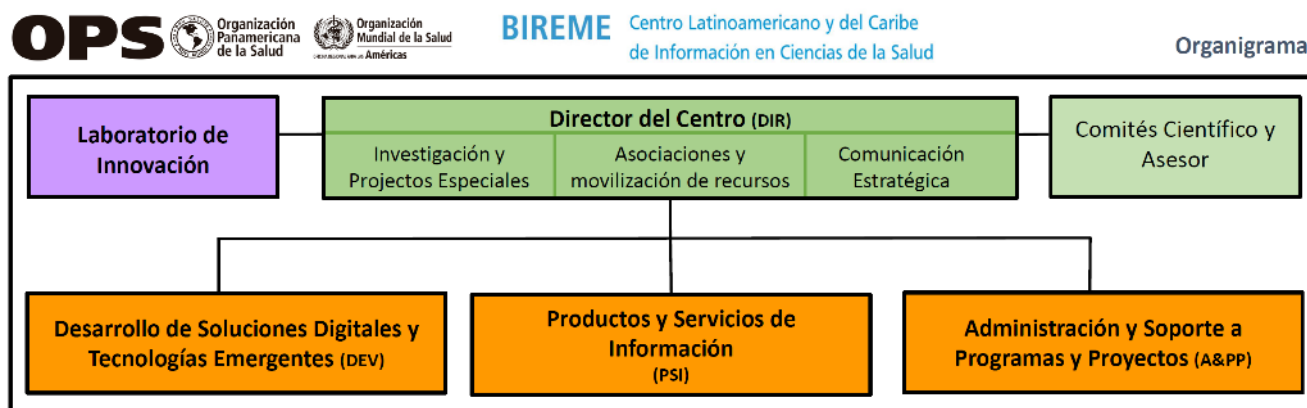 OPS
Organización
Panamericana
de la Salud
Organización
Mundial de la Salud
Américas
BIREME
Centro Latinoamericano y del Caribe
de Información en Ciencias de la Salud
Organigrama
Laboratorio de
Innovación
Director del Centro (DIR)
Investigación y
Projectos Especiales
Asociaciones y
movilización de recursos
Comunicación
Estratégica
Comités Científico y
Asesor
Desarrollo de Soluciones Digitales y
Tecnologías Emergentes (DEV)
Productos y Servicios de
Información
(PSI)
Administración y Soporte a
Programas y Proyectos (A&PP)